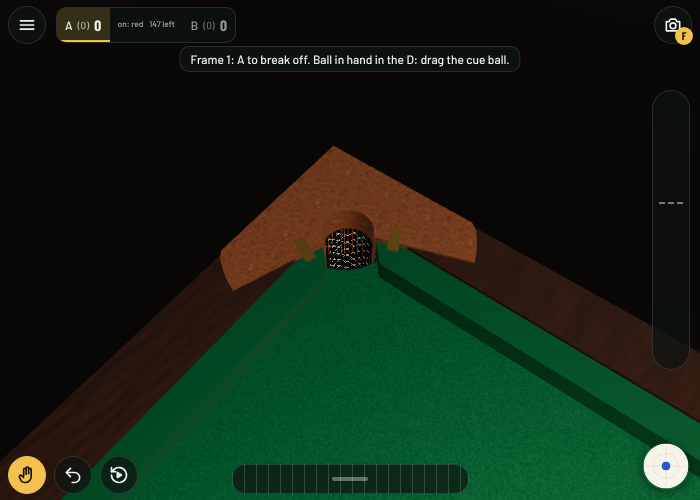 A (0) 0 on: red 147 left B (0) 0
F
Frame 1: A to break off. Ball in hand in the D: drag the cue ball.